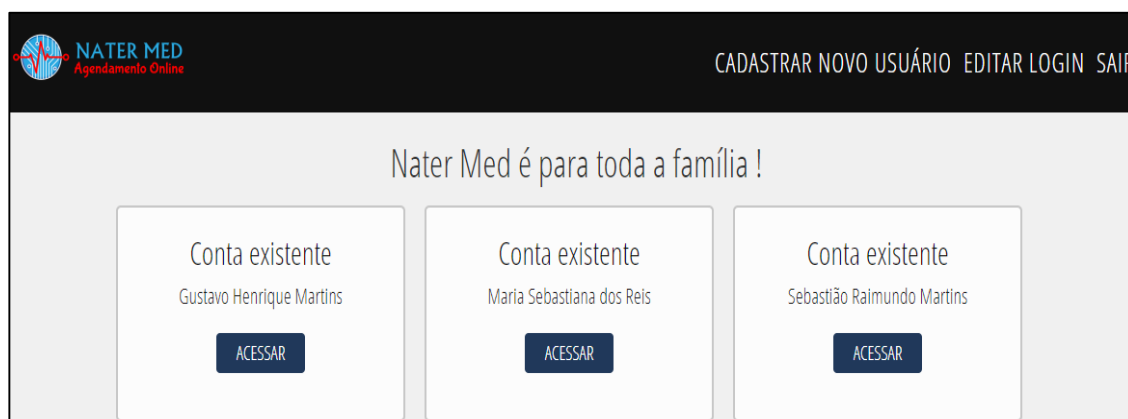 NATER MED
Agendamento Online
CADASTRAR NOVO USUÁRIO EDITAR LOGIN SAIR
Nater Med é para toda a família !
Conta existente
Gustavo Henrique Martins
ACESSAR
Conta existente
Maria Sebastiana dos Reis
ACESSAR
Conta existente
Sebastião Raimundo Martins
ACESSAR